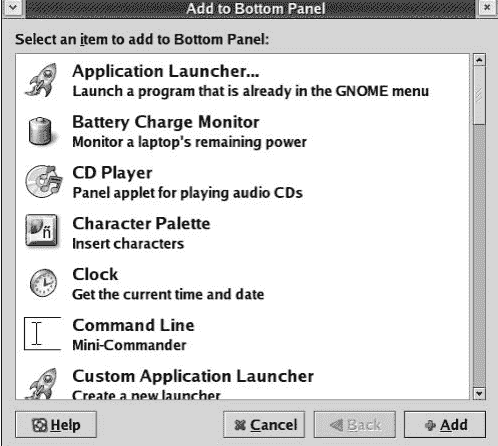 Add to Bottom Panel
Select an item to add to Bottom Panel:
Application Launcher...
Launch a program that is already in the GNOME menu
Battery Charge Monitor
Monitor a laptop's remaining power
CD Player
Panel applet for playing audio CDs
Character Palette
Insert characters
ñ
Clock
Get the current time and date
Command Line
Mini-Commander
Custom Application Launcher
Create a new launcher
Help
Cancel
Back
Add